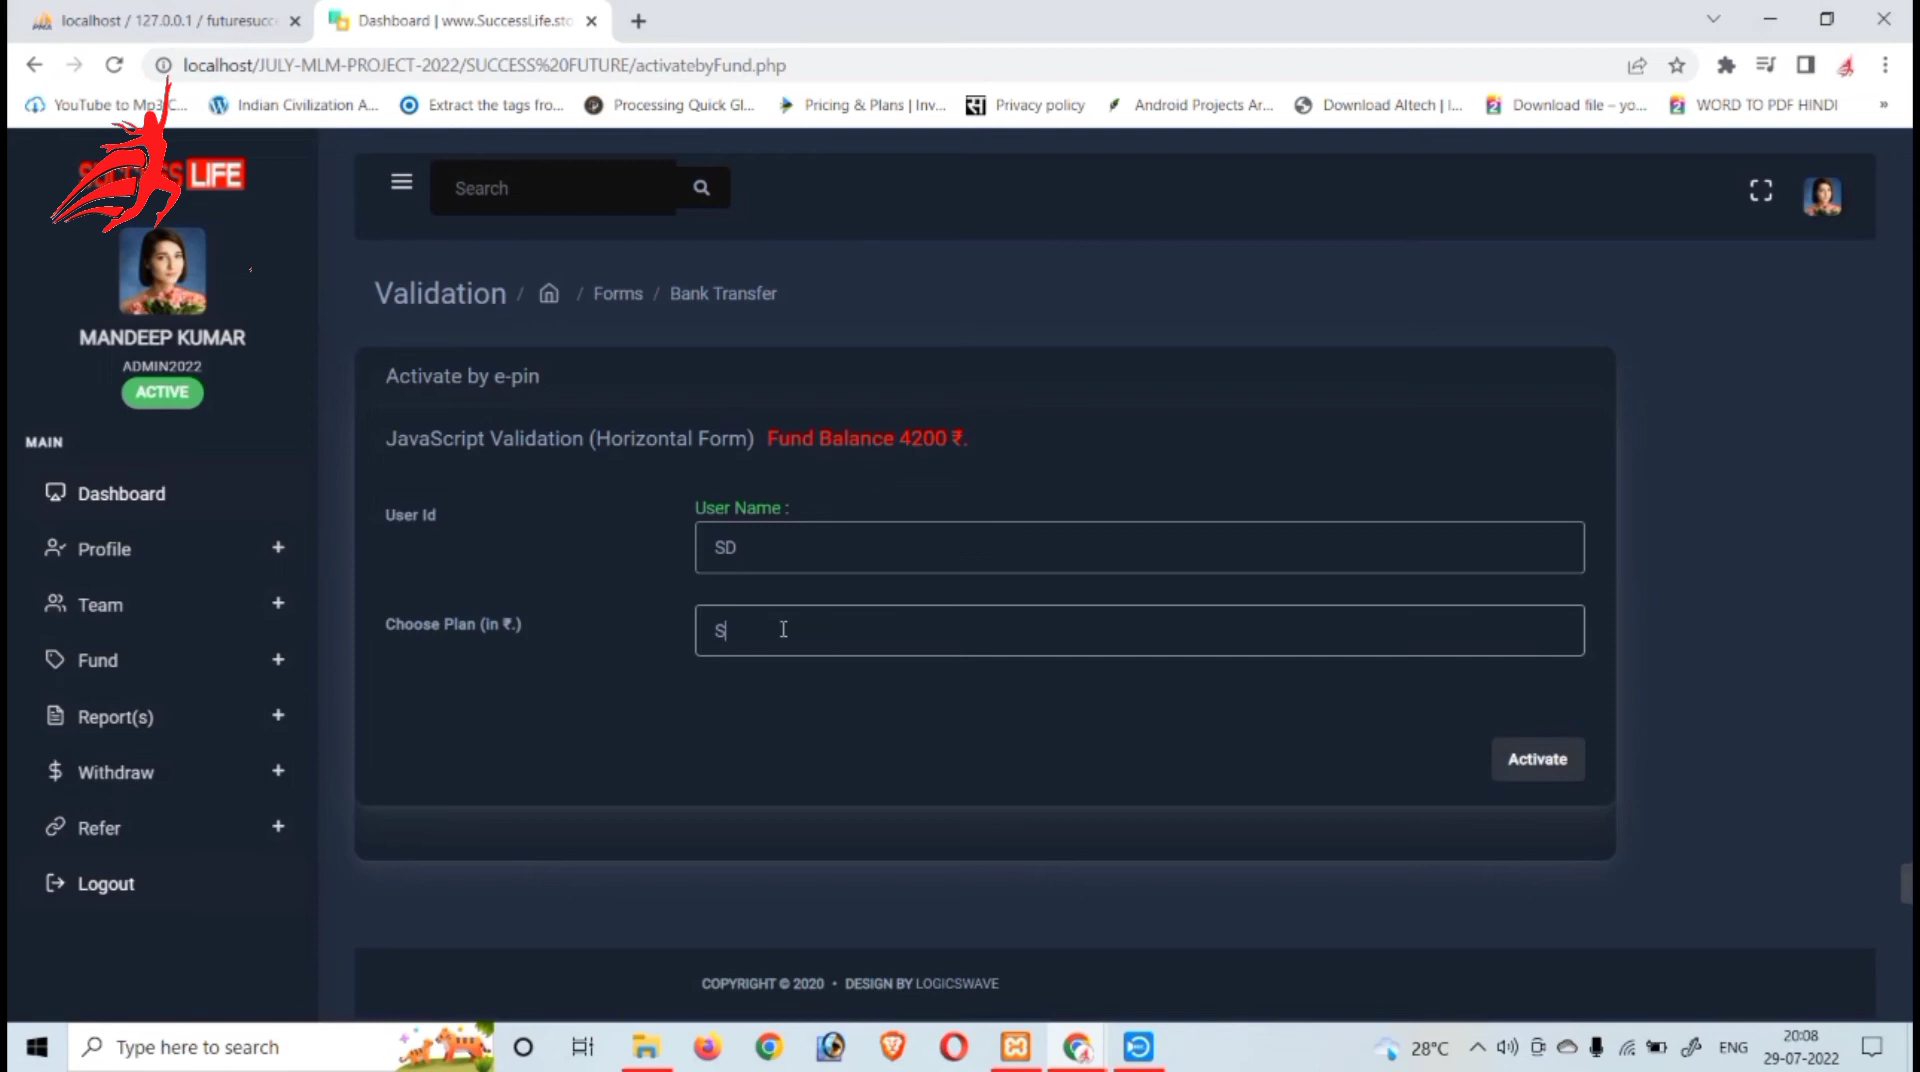 localhost / 127.0.0.1 / futuresucc
Dashboard | www.SuccessLife.sto
localhost/JULY-MLM-PROJECT-2022/SUCCESS%20FUTURE/activatebyFund.php
YouTube to Mp3 C...
Indian Civilization A...
Extract the tags fro...
Processing Quick Gl...
Pricing & Plans | Inv...
Privacy policy
Android Projects Ar...
Download Altech | I...
Download file – yo...
WORD TO PDF HINDI
»
LIFE
Search
MANDEEP KUMAR
ADMIN2022
ACTIVE
MAIN
Dashboard
Profile +
Team +
Fund +
Report(s) +
Withdraw +
Refer +
Logout
Validation / / Forms / Bank Transfer
Activate by e-pin
JavaScript Validation (Horizontal Form) Fund Balance 4200 ₹.
User Id
User Name :
SD
Choose Plan (in ₹.)
S
Activate
COPYRIGHT © 2020 • DESIGN BY LOGICSWAVE
Type here to search
28°C
ENG
20:08
29-07-2022